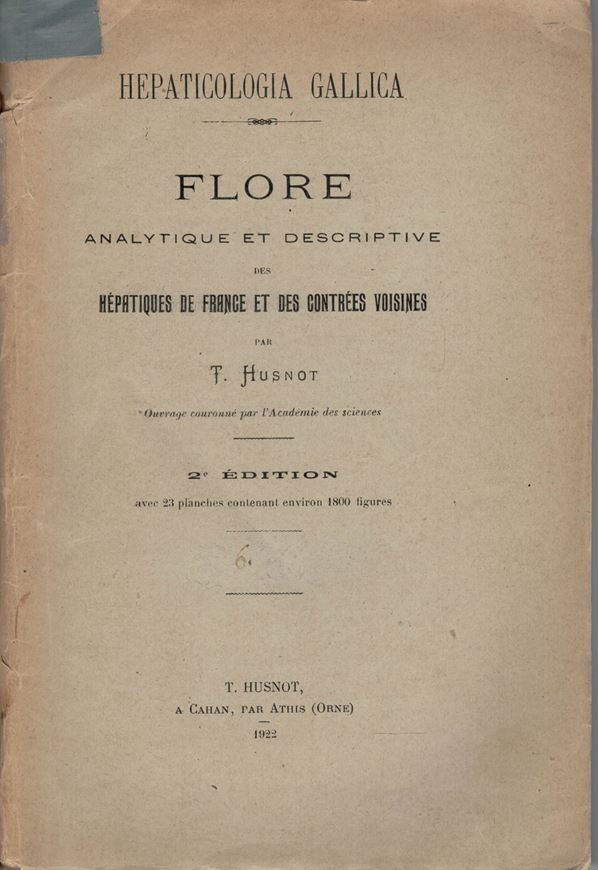 HEPATICOLOGIA GALLICA
FLORE
ANALYTIQUE ET DESCRIPTIVE
DES
HÉPATIQUES DE FRANCE ET DES CONTRÉES VOISINES
PAR
T. HUSNOT
Ouvrage couronné par l'Académie des sciences
2e ÉDITION
avec 23 planches contenant environ 1800 figures
6.
T. HUSNOT,
A CAHAN, PAR ATHIS (ORNE)
1922